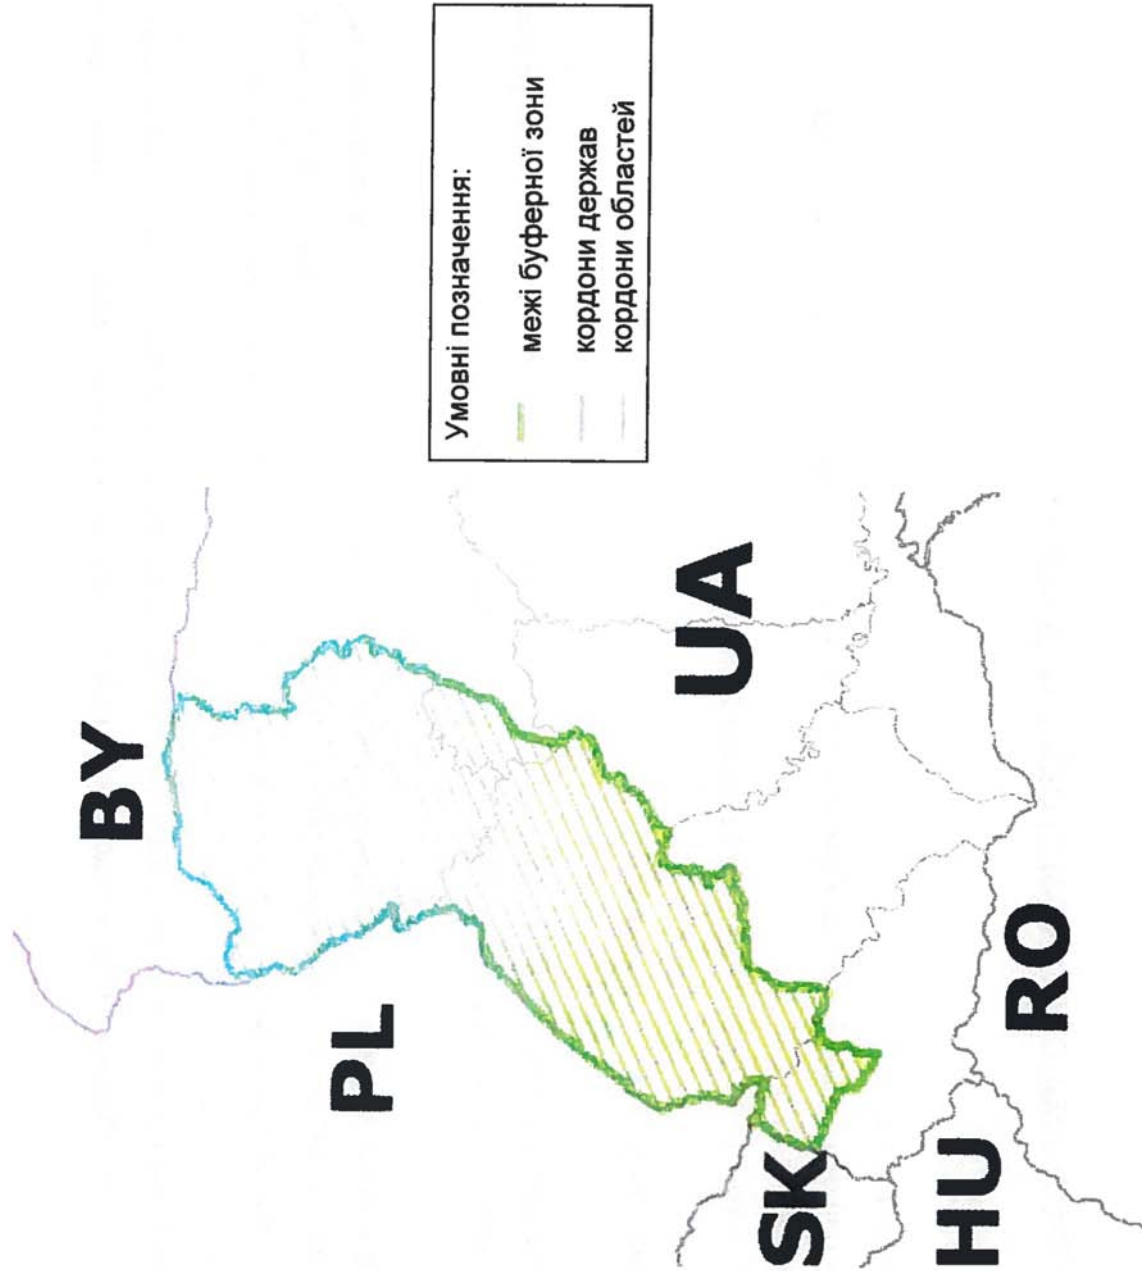 BY
PL
UA
SK
HU
RO
Умовні позначення:
межі буферної зони
кордони держав
кордони областей